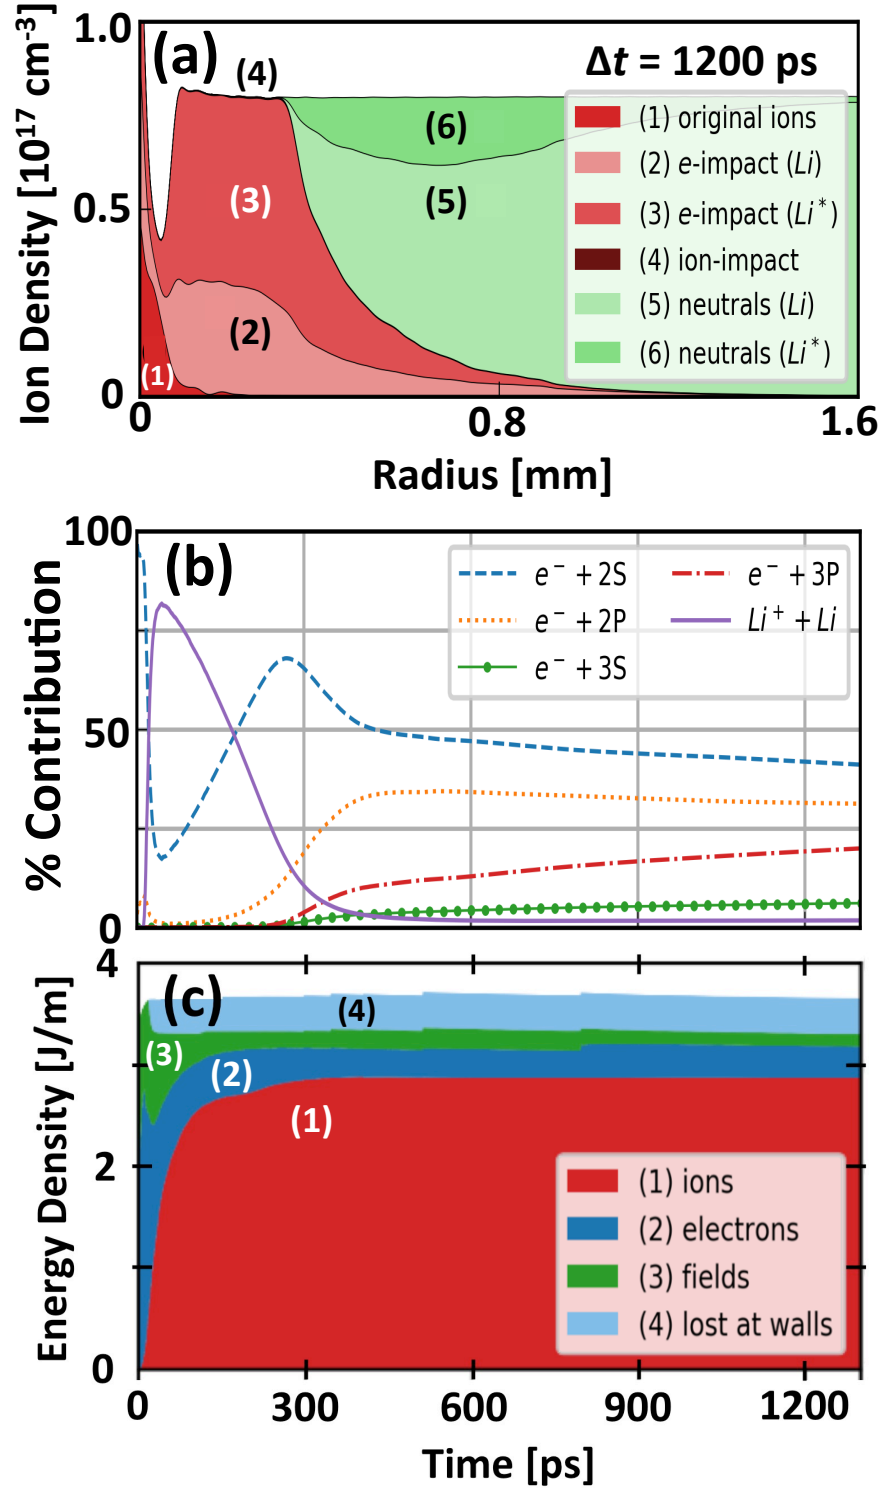 1.0
(a)
(4)
Δt = 1200 ps
(6)
(1) original ions
(2) e-impact (Li)
(3)
(5)
(3) e-impact (Li*)
0.5
(4) ion-impact
(5) neutrals (Li)
(2)
(6) neutrals (Li*)
(1)
0
Ion Density [10¹⁷ cm⁻³]
0
0.8
1.6
Radius [mm]
100
(b)
e⁻ + 2S
e⁻ + 3P
e⁻ + 2P
Li⁺ + Li
e⁻ + 3S
50
0
% Contribution
4
(c)
(4)
(3)
(2)
(1)
2
(1) ions
(2) electrons
(3) fields
(4) lost at walls
0
Energy Density [J/m]
0
300
600
900
1200
Time [ps]